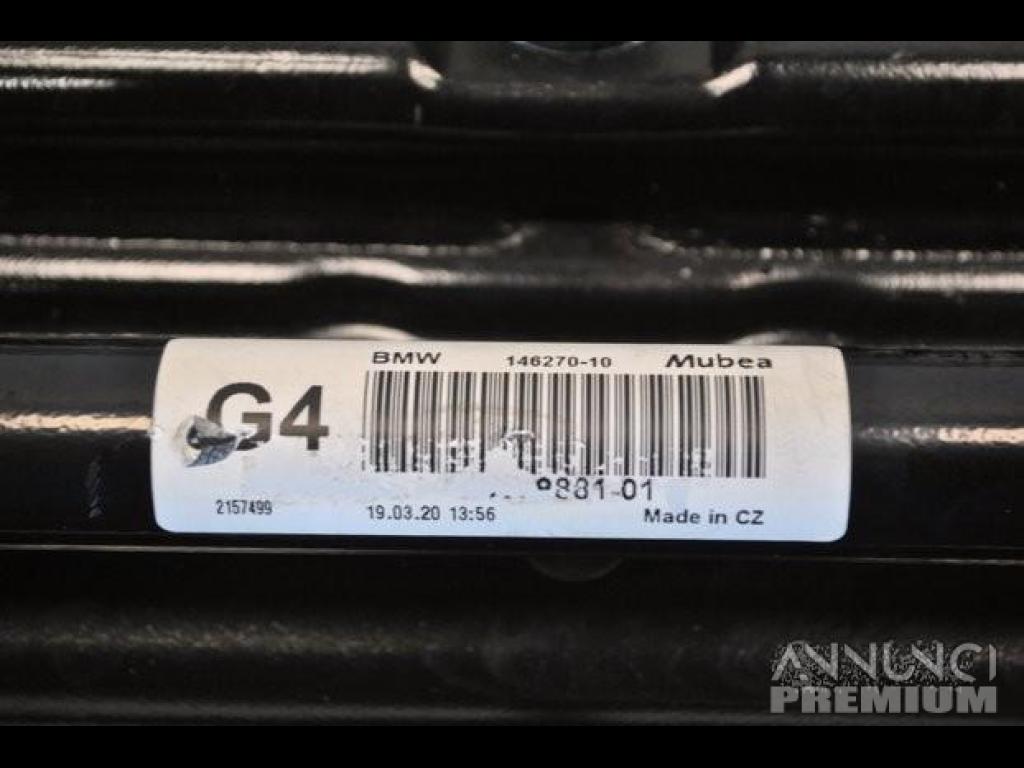 BMW 146270-10 Mubea
G4
881-01
2157499 19.03.20 13:56 Made in CZ
ANNUNCI
PREMIUM